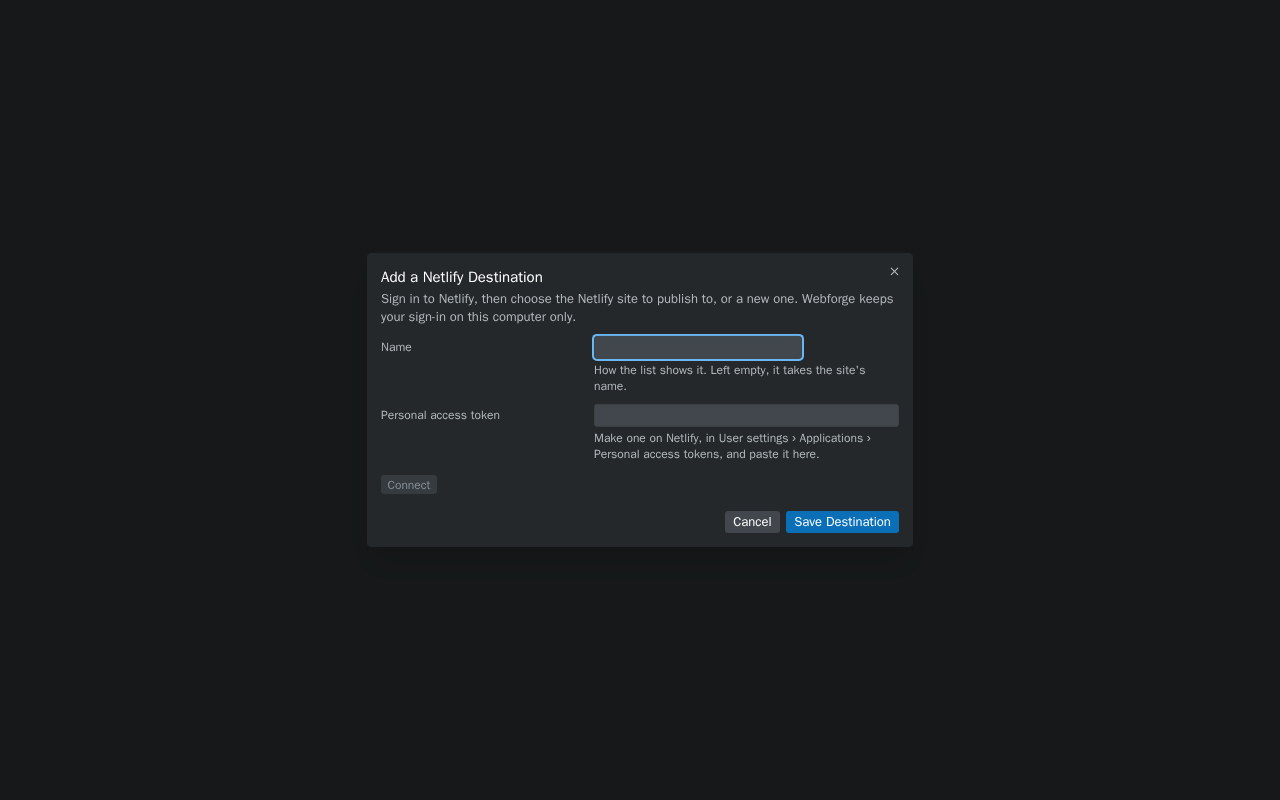 Add a Netlify Destination
Sign in to Netlify, then choose the Netlify site to publish to, or a new one. Webforge keeps
your sign-in on this computer only.
Name
How the list shows it. Left empty, it takes the site's
name.
Personal access token
Make one on Netlify, in User settings › Applications ›
Personal access tokens, and paste it here.
Connect
Cancel
Save Destination